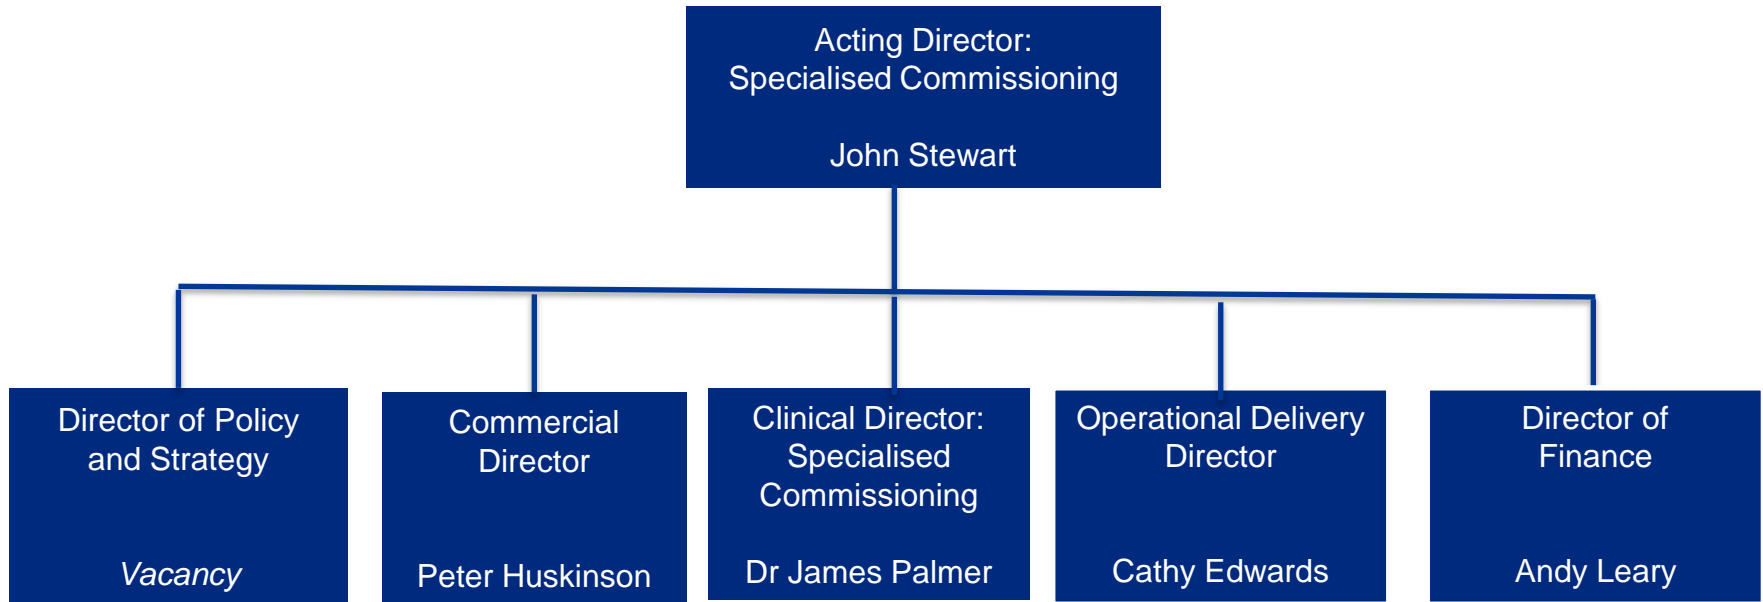 Acting Director:
Specialised Commissioning
John Stewart
Director of Policy
and Strategy
Vacancy
Commercial
Director
Peter Huskinson
Clinical Director:
Specialised
Commissioning
Dr James Palmer
Operational Delivery
Director
Cathy Edwards
Director of
Finance
Andy Leary